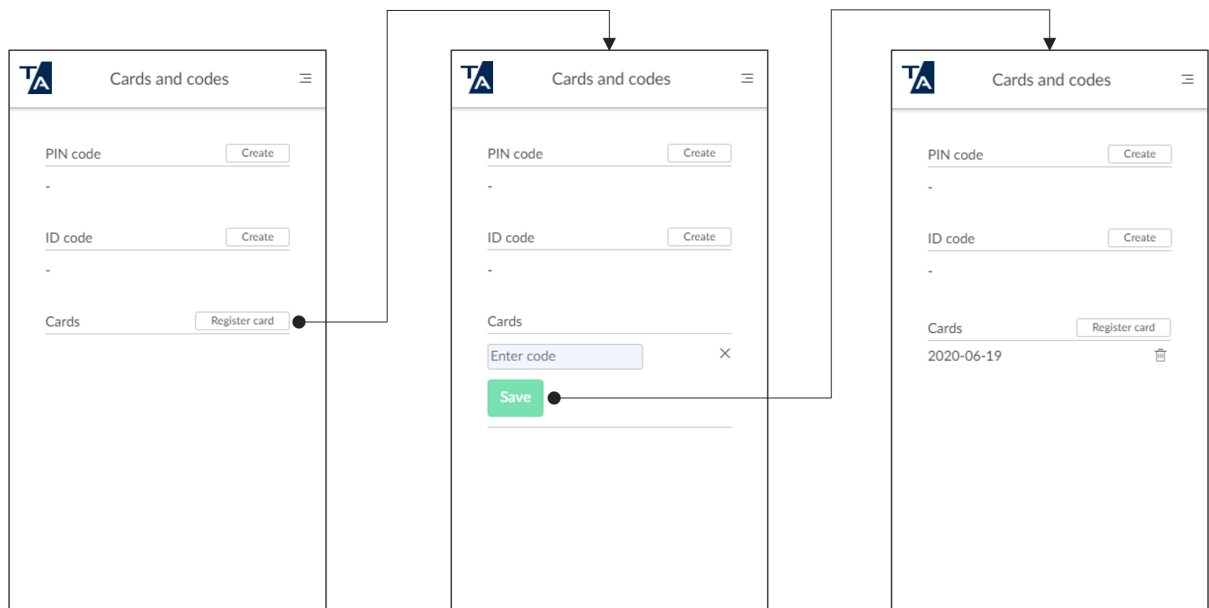 TA
Cards and codes
PIN code
Create
-
ID code
Create
-
Cards
Register card
TA
Cards and codes
PIN code
Create
-
ID code
Create
-
Cards
Enter code
Save
TA
Cards and codes
PIN code
Create
-
ID code
Create
-
Cards
Register card
2020-06-19